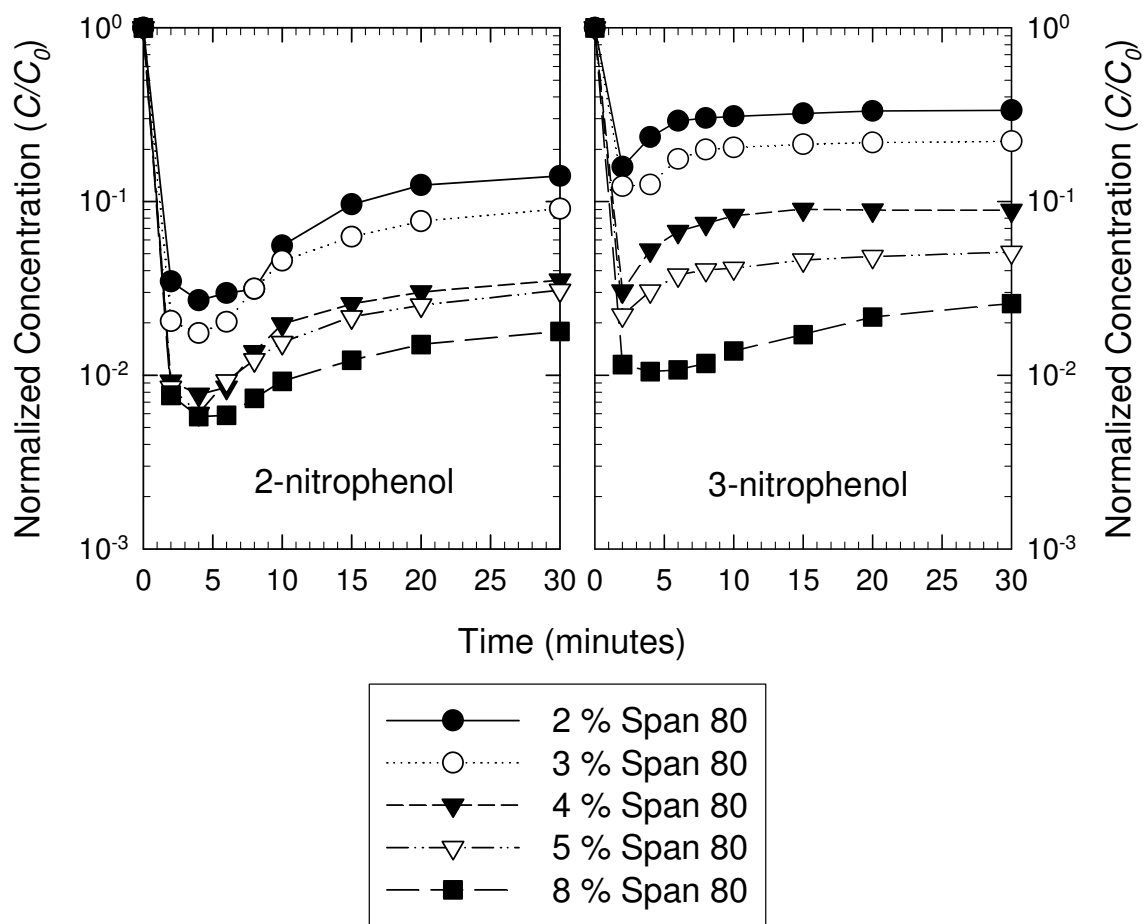 Normalized Concentration (C/C₀)
10⁰
10⁻¹
10⁻²
10⁻³
2-nitrophenol
0 5 10 15 20 25 30
3-nitrophenol
0 5 10 15 20 25 30
10⁰
10⁻¹
10⁻²
10⁻³
Normalized Concentration (C/C₀)
Time (minutes)
2 % Span 80
3 % Span 80
4 % Span 80
5 % Span 80
8 % Span 80